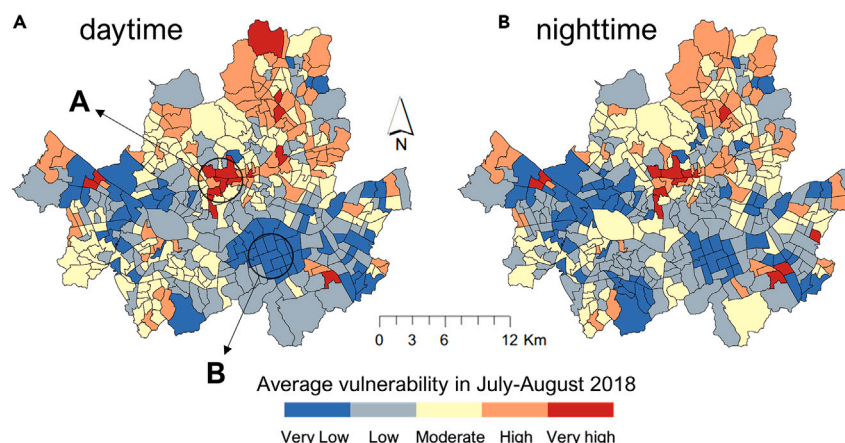 A daytime
B nighttime
A
N
B
0 3 6 12 Km
Average vulnerability in July-August 2018
Very Low Low Moderate High Very high